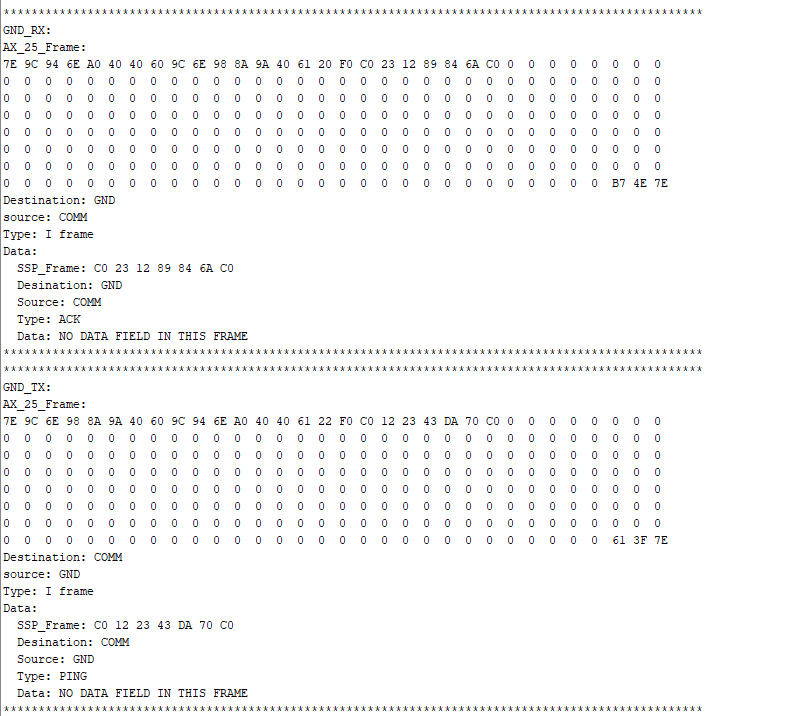 ****************************************************************************************************
GND_RX:
AX_25_Frame:
7E 9C 94 6E A0 40 40 60 9C 6E 98 8A 9A 40 61 20 F0 C0 23 12 89 84 6A C0 0 0 0 0 0 0 0 0
0 0 0 0 0 0 0 0 0 0 0 0 0 0 0 0 0 0 0 0 0 0 0 0 0 0 0 0 0 0 0 0
0 0 0 0 0 0 0 0 0 0 0 0 0 0 0 0 0 0 0 0 0 0 0 0 0 0 0 0 0 0 0 0
0 0 0 0 0 0 0 0 0 0 0 0 0 0 0 0 0 0 0 0 0 0 0 0 0 0 0 0 0 0 0 0
0 0 0 0 0 0 0 0 0 0 0 0 0 0 0 0 0 0 0 0 0 0 0 0 0 0 0 0 0 0 0 0
0 0 0 0 0 0 0 0 0 0 0 0 0 0 0 0 0 0 0 0 0 0 0 0 0 0 0 0 0 0 0 0
0 0 0 0 0 0 0 0 0 0 0 0 0 0 0 0 0 0 0 0 0 0 0 0 0 0 0 0 0 0 0 0
0 0 0 0 0 0 0 0 0 0 0 0 0 0 0 0 0 0 0 0 0 0 0 0 0 0 0 0 0 B7 4E 7E
Destination: GND
source: COMM
Type: I frame
Data:
SSP_Frame: C0 23 12 89 84 6A C0
Desination: GND
Source: COMM
Type: ACK
Data: NO DATA FIELD IN THIS FRAME
****************************************************************************************************
****************************************************************************************************
GND_TX:
AX_25_Frame:
7E 9C 6E 98 8A 9A 40 60 9C 94 6E A0 40 40 61 22 F0 C0 12 23 43 DA 70 C0 0 0 0 0 0 0 0 0
0 0 0 0 0 0 0 0 0 0 0 0 0 0 0 0 0 0 0 0 0 0 0 0 0 0 0 0 0 0 0 0
0 0 0 0 0 0 0 0 0 0 0 0 0 0 0 0 0 0 0 0 0 0 0 0 0 0 0 0 0 0 0 0
0 0 0 0 0 0 0 0 0 0 0 0 0 0 0 0 0 0 0 0 0 0 0 0 0 0 0 0 0 0 0 0
0 0 0 0 0 0 0 0 0 0 0 0 0 0 0 0 0 0 0 0 0 0 0 0 0 0 0 0 0 0 0 0
0 0 0 0 0 0 0 0 0 0 0 0 0 0 0 0 0 0 0 0 0 0 0 0 0 0 0 0 0 0 0 0
0 0 0 0 0 0 0 0 0 0 0 0 0 0 0 0 0 0 0 0 0 0 0 0 0 0 0 0 0 0 0 0
0 0 0 0 0 0 0 0 0 0 0 0 0 0 0 0 0 0 0 0 0 0 0 0 0 0 0 0 0 61 3F 7E
Destination: COMM
source: GND
Type: I frame
Data:
SSP_Frame: C0 12 23 43 DA 70 C0
Desination: COMM
Source: GND
Type: PING
Data: NO DATA FIELD IN THIS FRAME
****************************************************************************************************